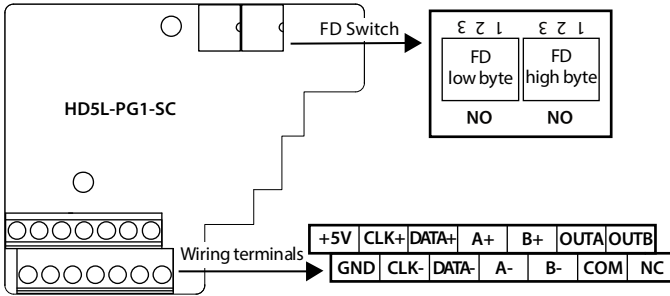 FD Switch
3 2 1 3 2 1
FD low byte
FD high byte
NO NO
HD5L-PG1-SC
Wiring terminals
+5V CLK+ DATA+ A+ B+ OUTA OUTB
GND CLK- DATA- A- B- COM NC